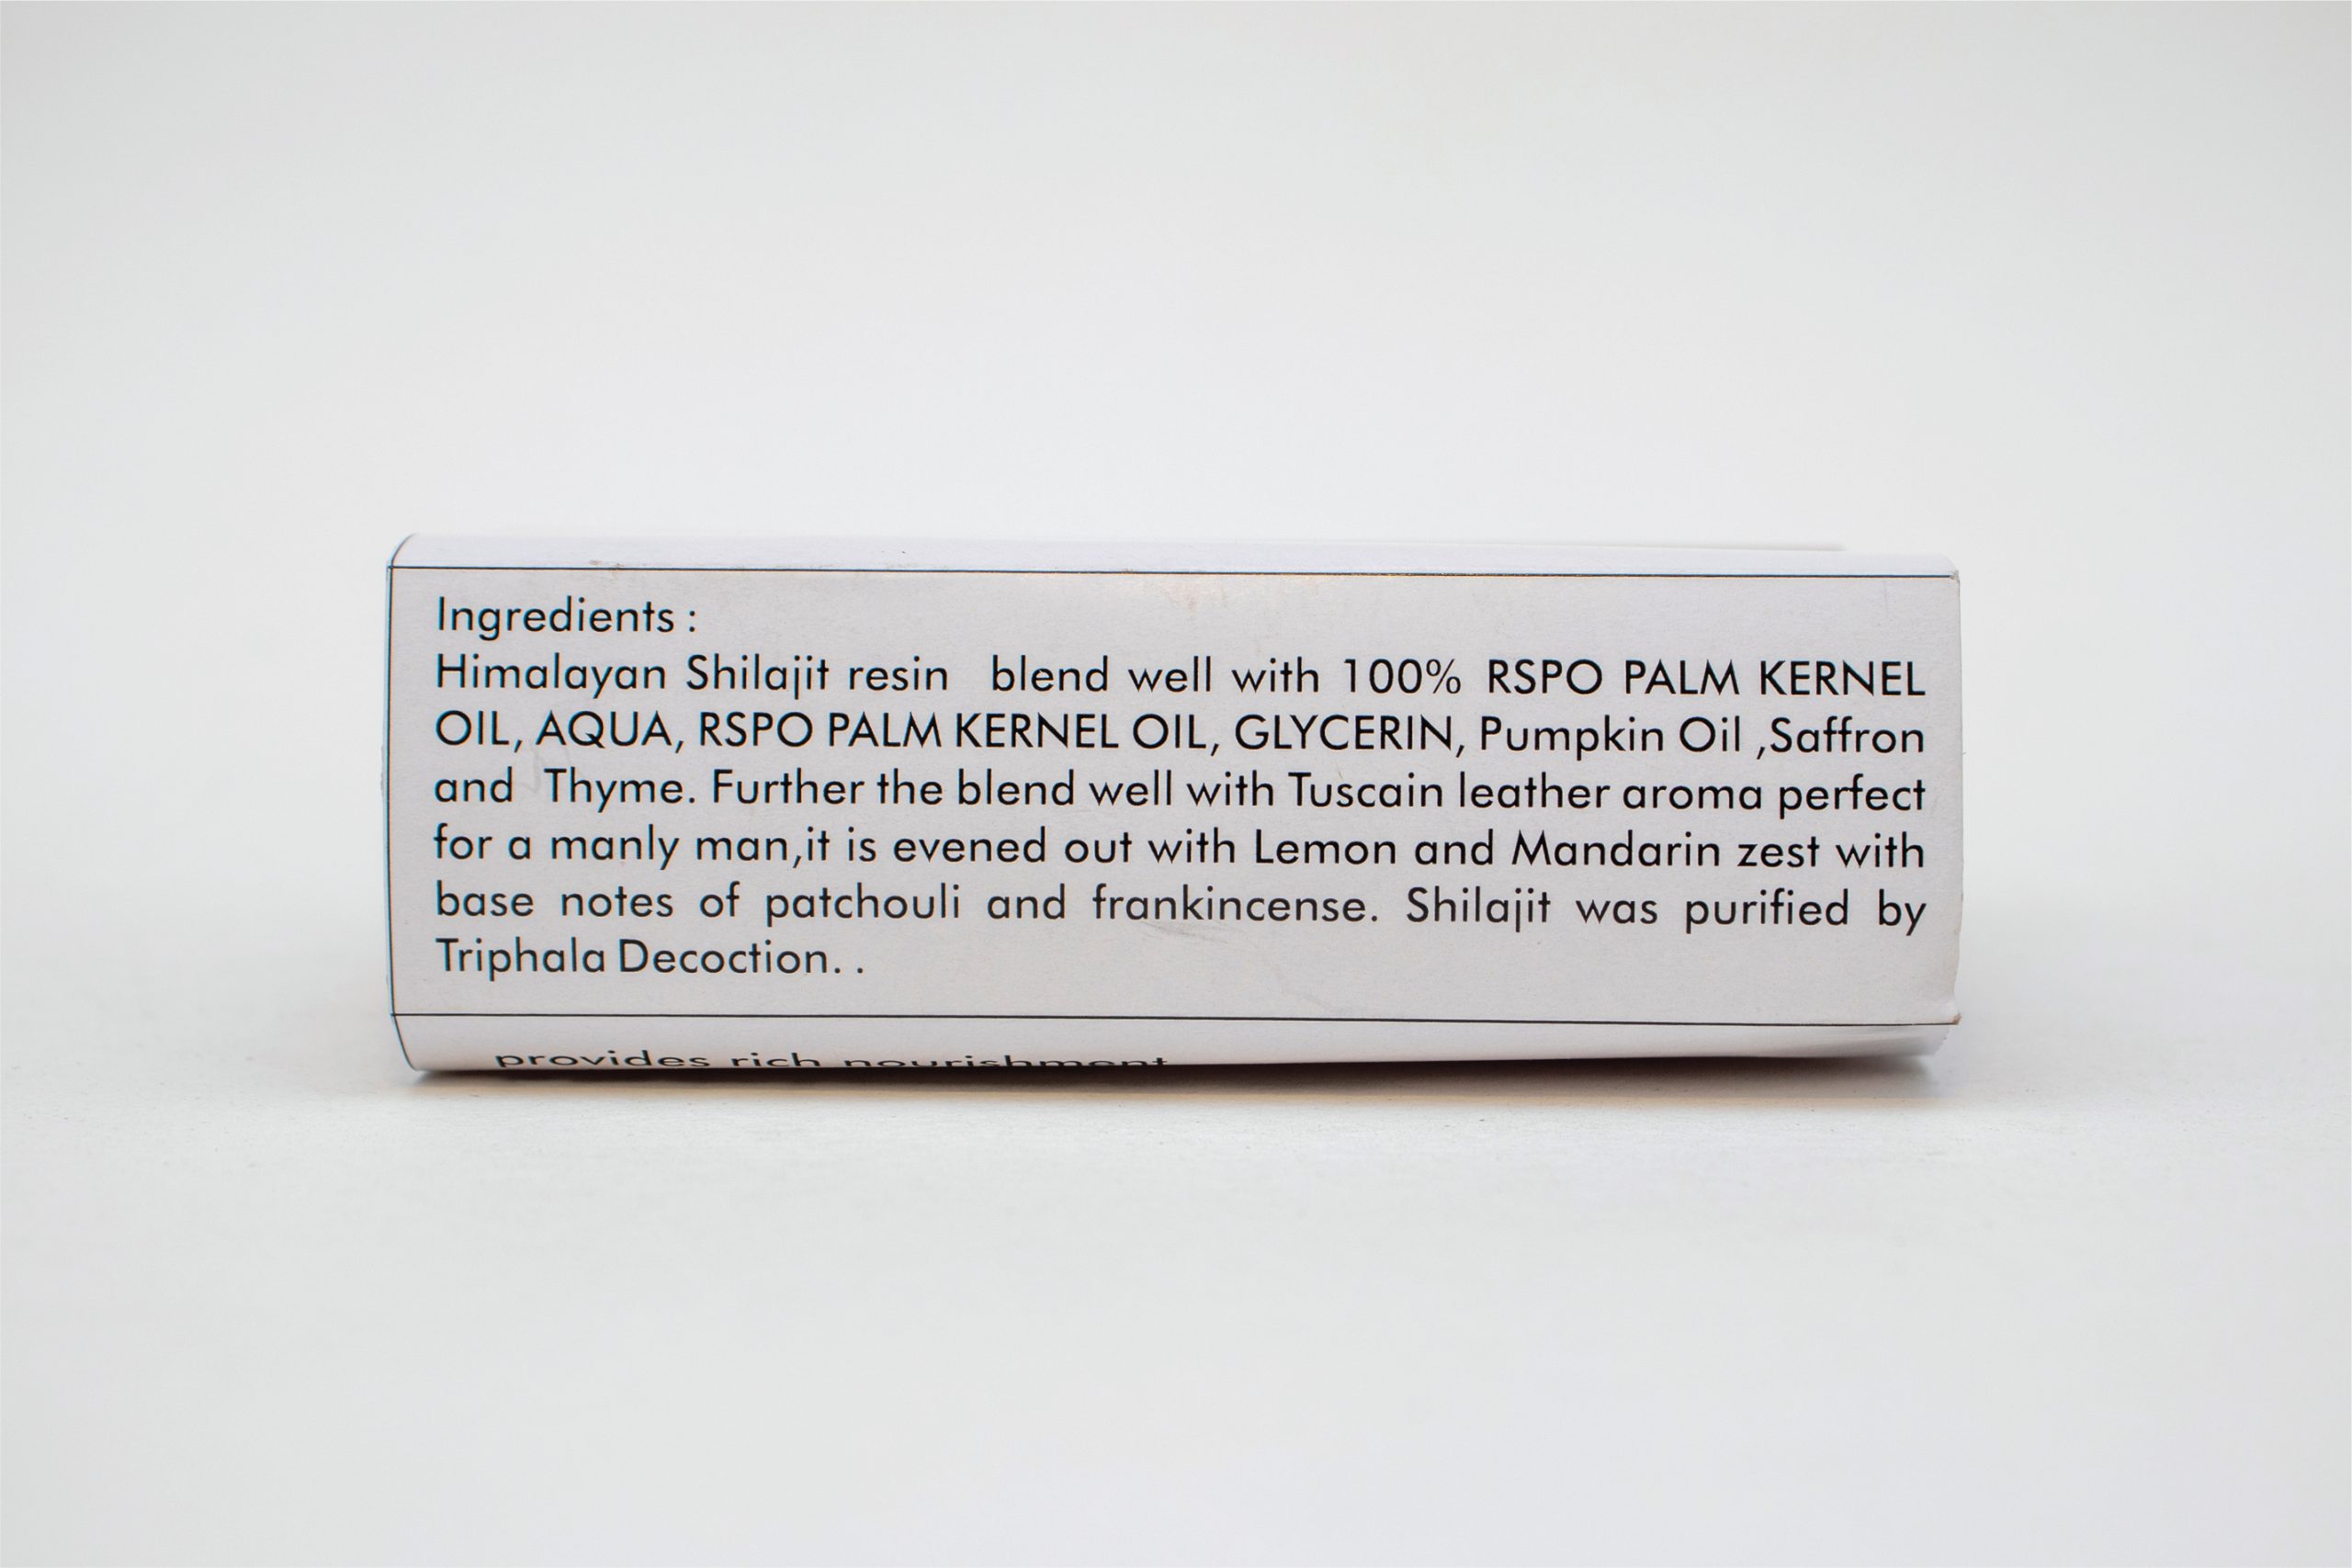 Ingredients :
Himalayan Shilajit resin blend well with 100% RSPO PALM KERNEL
OIL, AQUA, RSPO PALM KERNEL OIL, GLYCERIN, Pumpkin Oil ,Saffron
and Thyme. Further the blend well with Tuscain leather aroma perfect
for a manly man,it is evened out with Lemon and Mandarin zest with
base notes of patchouli and frankincense. Shilajit was purified by
Triphala Decoction. .
provides rich nourishment